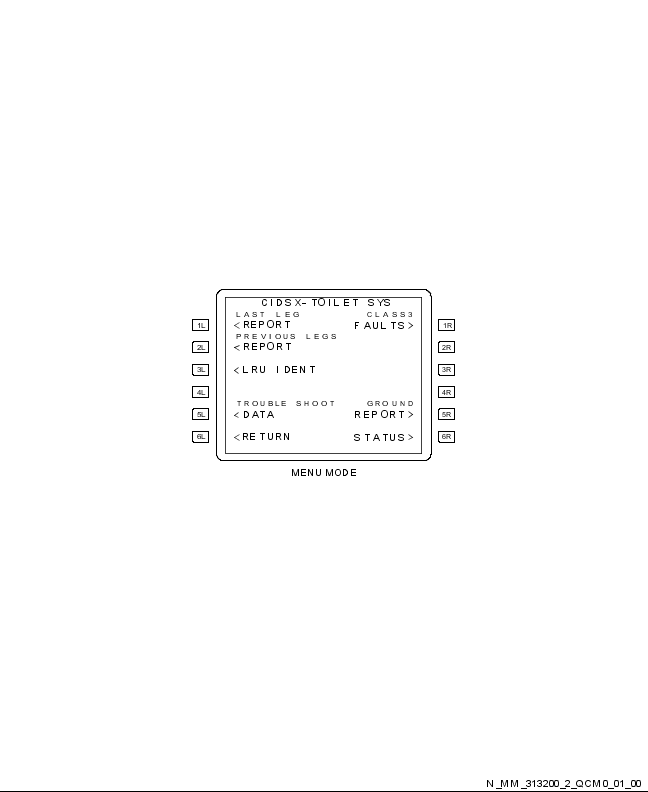 CIDSX-TOILET SYS
LAST LEG CLASS3
1L <REPORT FAULTS> 1R
PREVIOUS LEGS
2L <REPORT 2R
3L <LRU IDENT 3R
4L 4R
TROUBLE SHOOT GROUND
5L <DATA REPORT> 5R
6L <RETURN STATUS> 6R
MENU MODE
N_MM_313200_2_QCM0_01_00